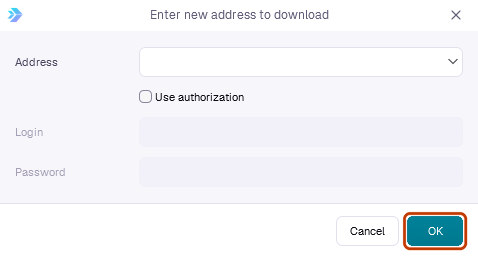 Enter new address to download
Address
Use authorization
Login
Password
Cancel
OK